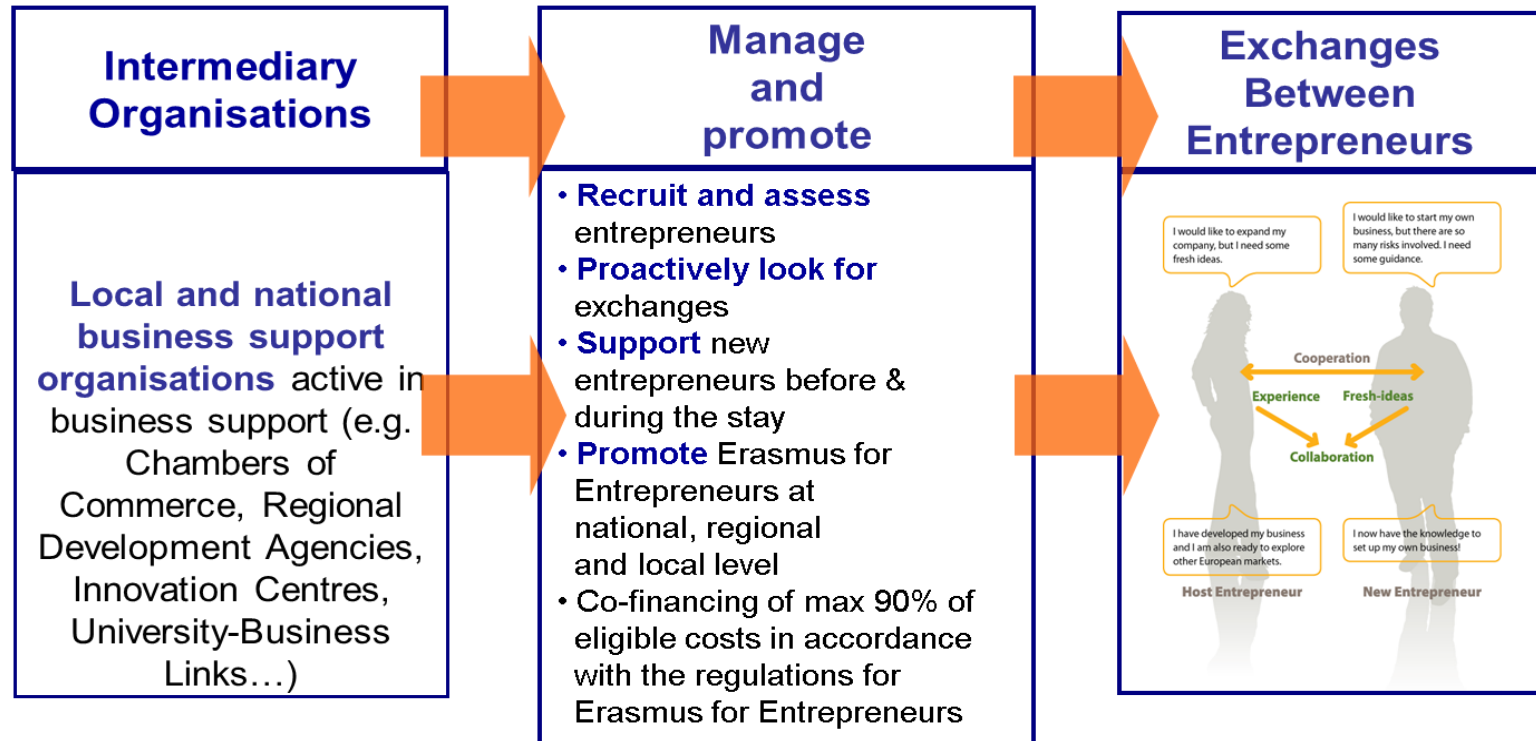 Intermediary
Organisations
Local and national
business support
organisations active in
business support (e.g.
Chambers of
Commerce, Regional
Development Agencies,
Innovation Centres,
University-Business
Links…)
Manage
and
promote
• Recruit and assess
entrepreneurs
• Proactively look for
exchanges
• Support new
entrepreneurs before &
during the stay
• Promote Erasmus for
Entrepreneurs at
national, regional
and local level
• Co-financing of max 90% of
eligible costs in accordance
with the regulations for
Erasmus for Entrepreneurs
Exchanges
Between
Entrepreneurs
I would like to expand my
company, but I need some
fresh ideas.
I would like to start my own
business, but there are so
many risks involved. I need
some guidance.
Cooperation
Experience
Fresh-ideas
Collaboration
I have developed my business
and I am also ready to explore
other European markets.
I now have the knowledge to
set up my own business!
Host Entrepreneur
New Entrepreneur